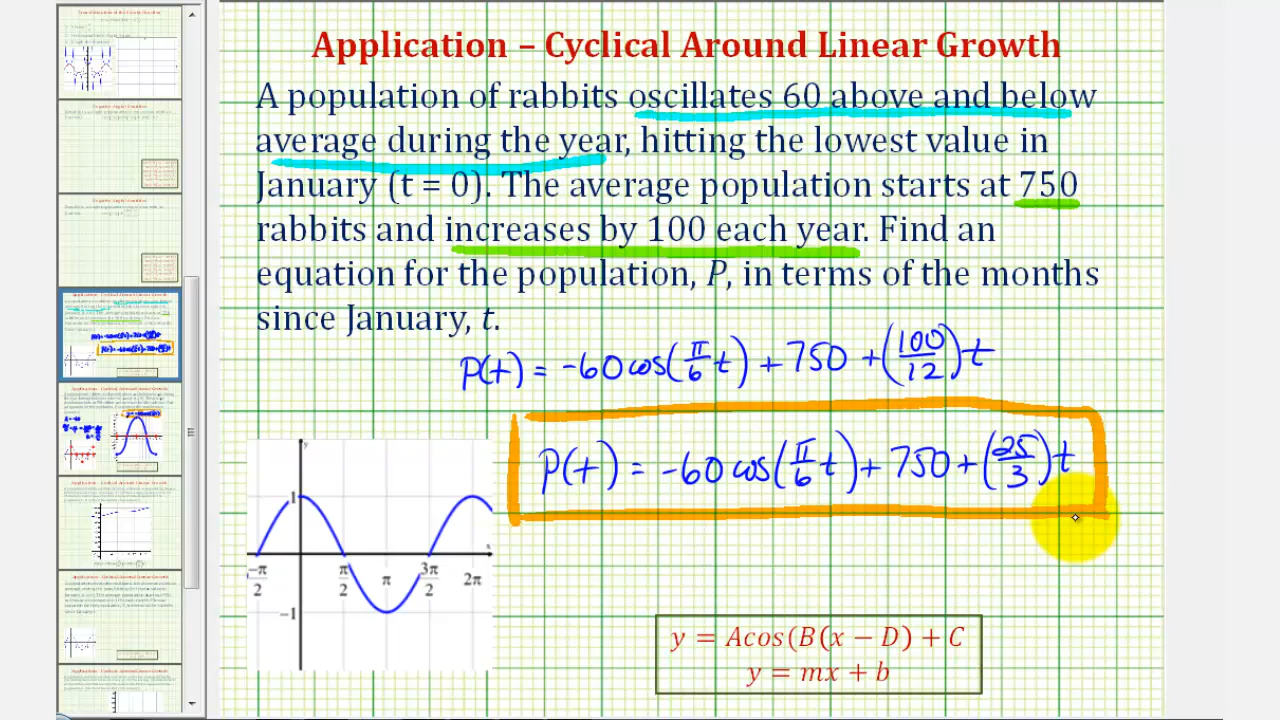 Application – Cyclical Around Linear Growth
A population of rabbits oscillates 60 above and below
average during the year, hitting the lowest value in
January (t = 0). The average population starts at 750
rabbits and increases by 100 each year. Find an
equation for the population, P, in terms of the months
since January, t.
P(t) = -60 cos(π/6 t) + 750 + (100/12)t
P(t) = -60 cos(π/6 t) + 750 + (25/3)t
y
1
x
-π/2 π/2 π 3π/2 2π
-1
y = Acos(B(x − D) + C
y = mx + b